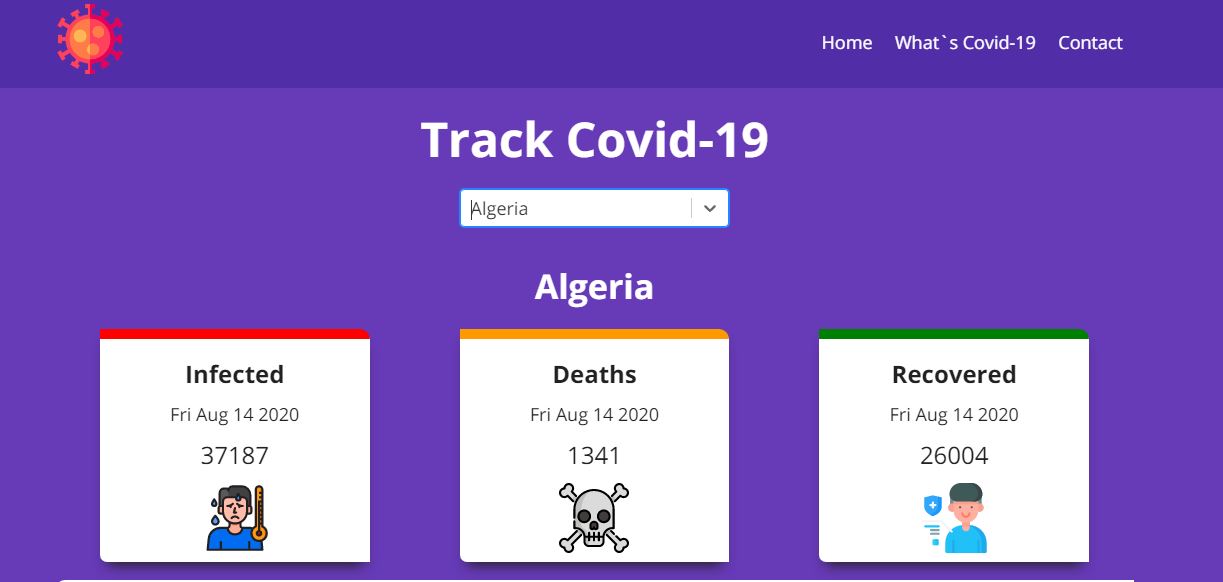 Home What`s Covid-19 Contact
Track Covid-19
Algeria
Algeria
Infected
Fri Aug 14 2020
37187
Deaths
Fri Aug 14 2020
1341
Recovered
Fri Aug 14 2020
26004